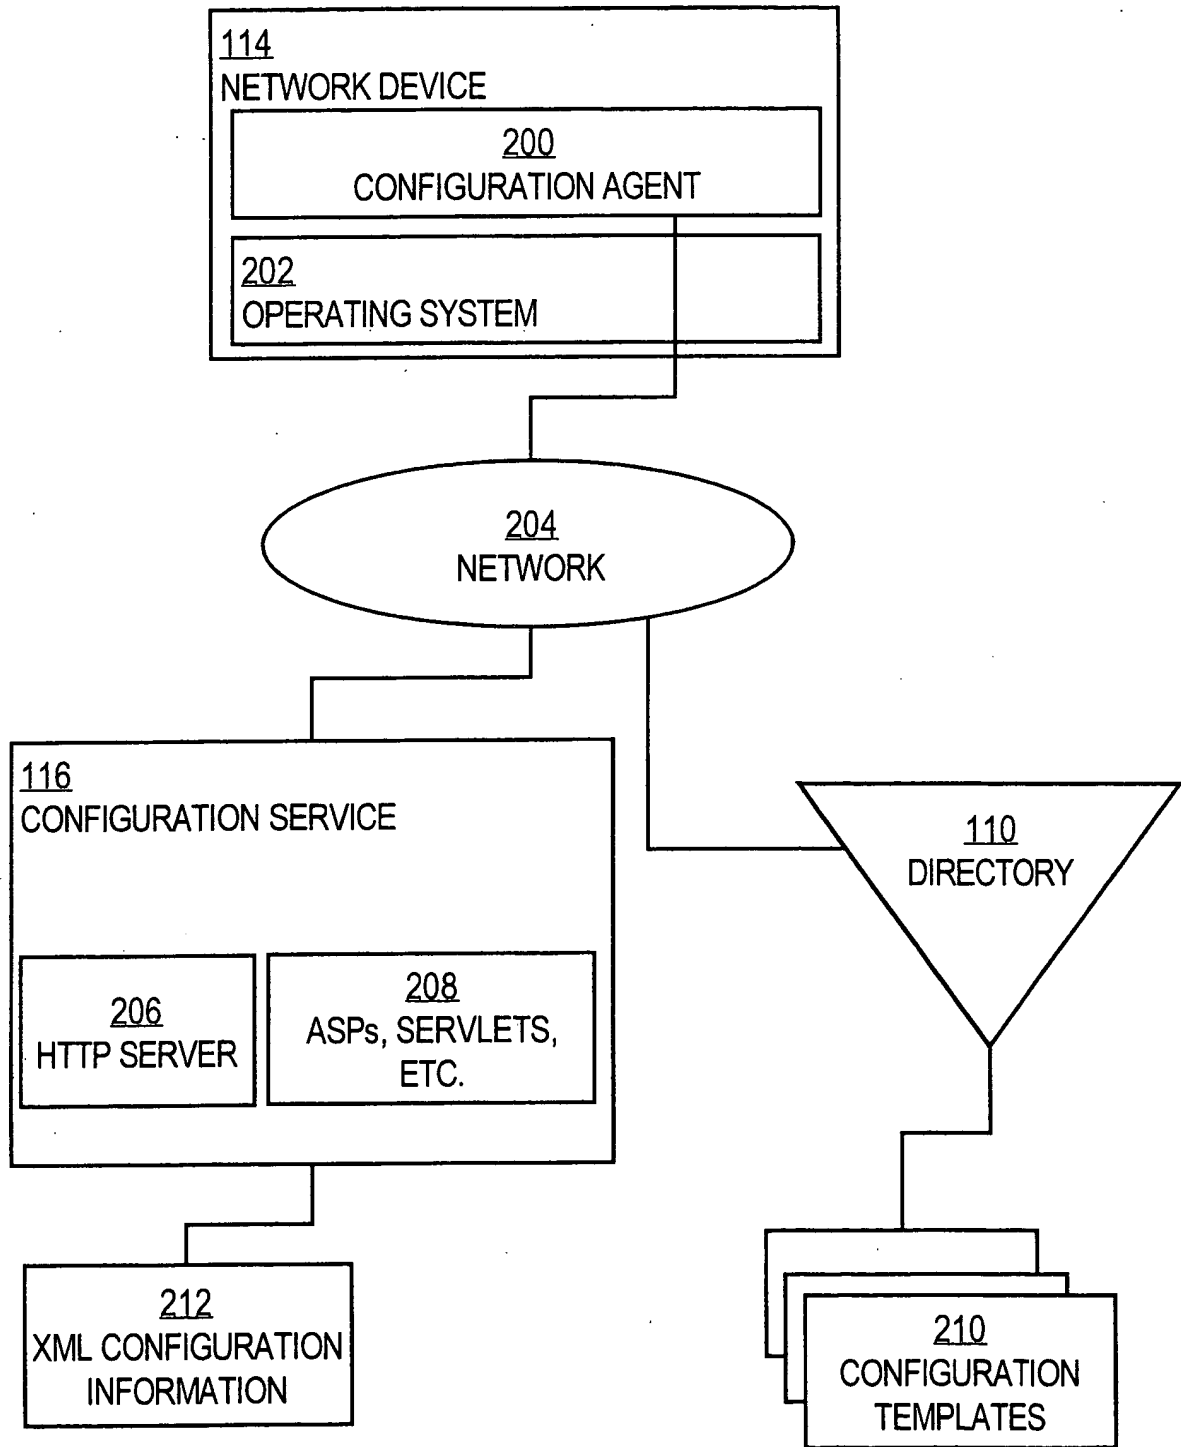 114
NETWORK DEVICE
200
CONFIGURATION AGENT
202
OPERATING SYSTEM
204
NETWORK
116
CONFIGURATION SERVICE
110
DIRECTORY
206
HTTP SERVER
208
ASPs, SERVLETS,
ETC.
212
XML CONFIGURATION
INFORMATION
210
CONFIGURATION
TEMPLATES